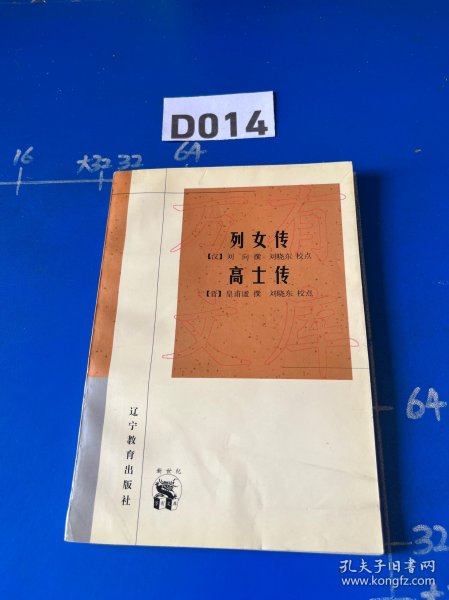 D014
16
大32
32
64
万有
文库
列女传
【汉】刘 向 撰 刘晓东 校点
高士传
【晋】皇甫谧 撰 刘晓东 校点
辽宁教育出版社
新世纪
64
32
孔夫子旧书网
www.kongfz.com